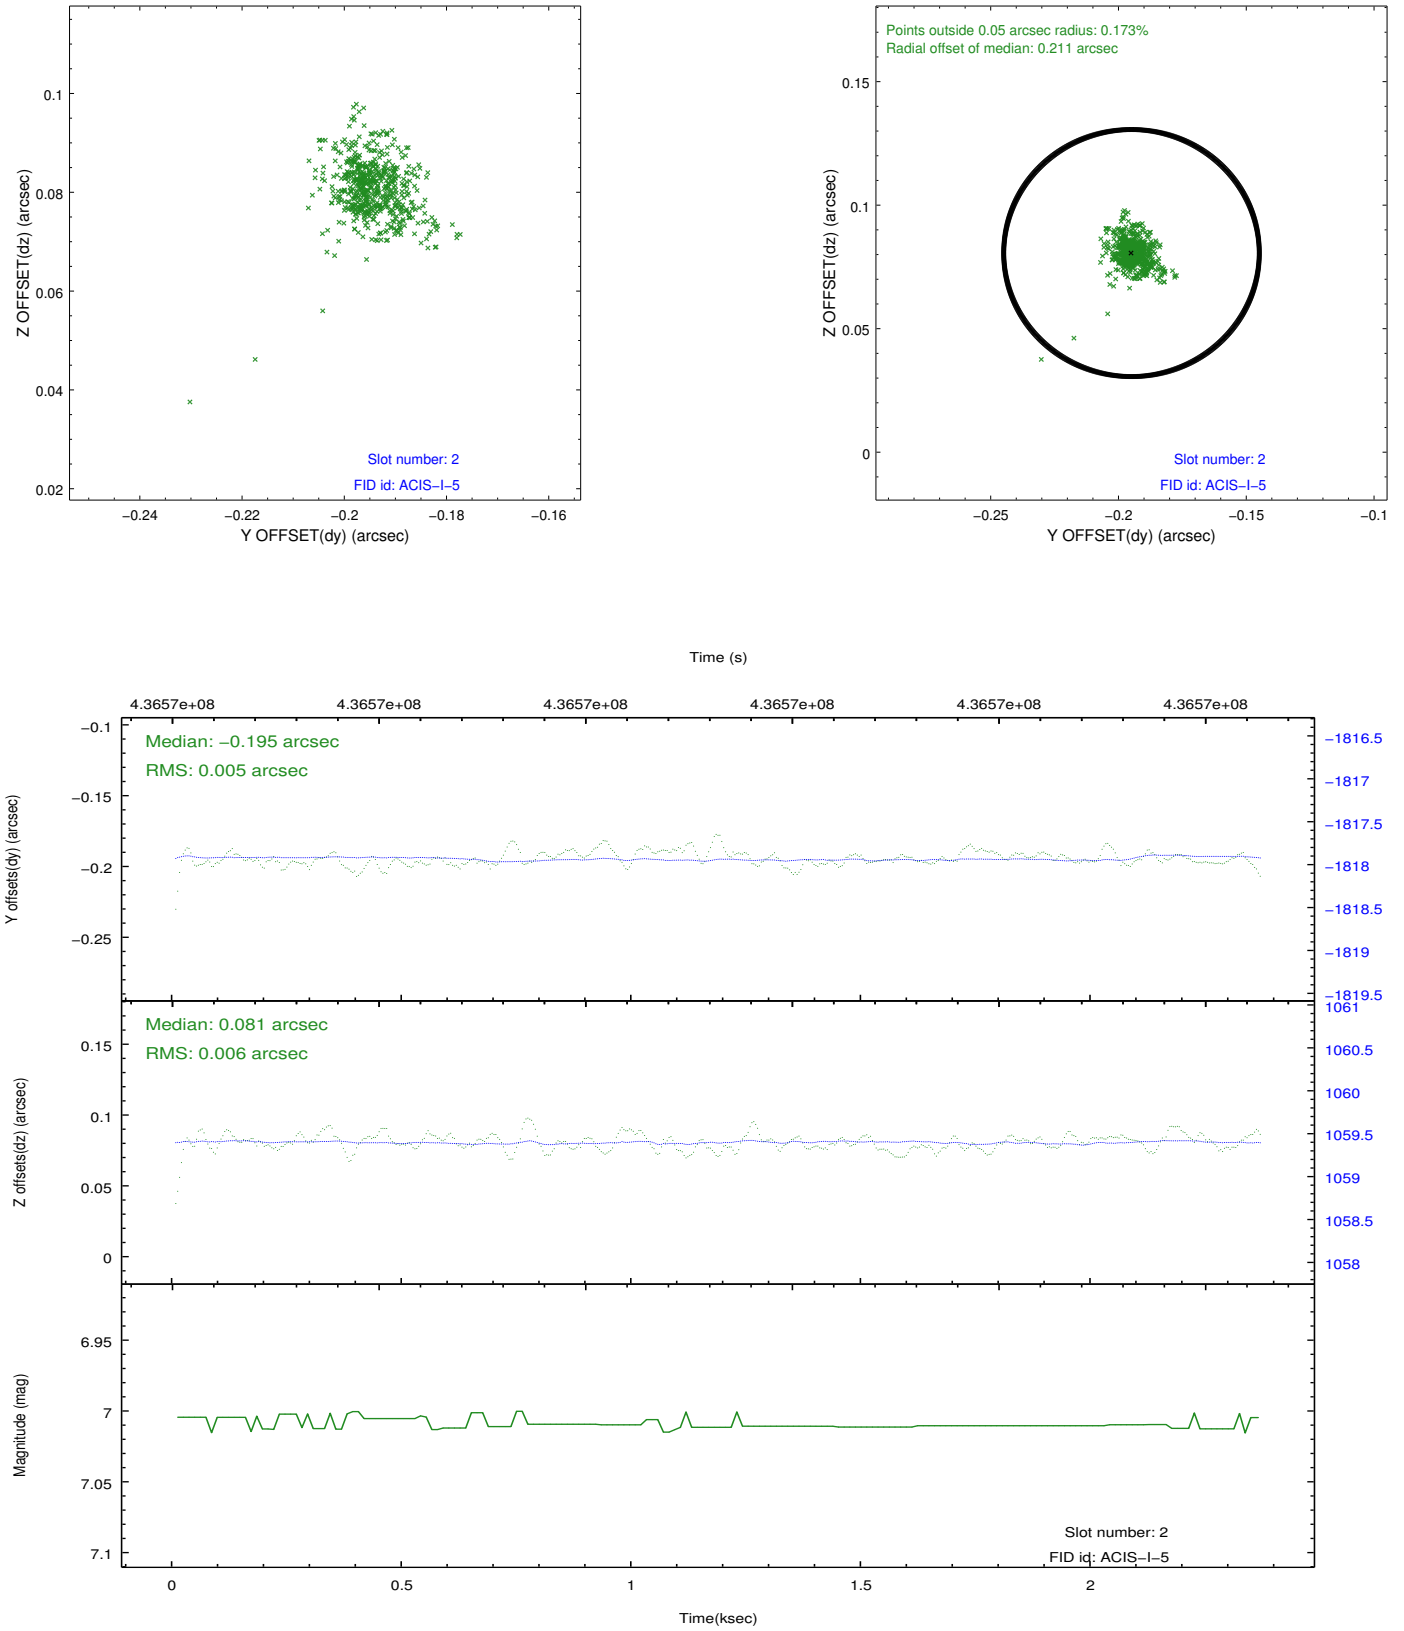 0.1
0.08
0.06
0.04
0.02
Z OFFSET(dz) (arcsec)
Slot number: 2
FID id: ACIS−I−5
−0.24 −0.22 −0.2 −0.18 −0.16
Y OFFSET(dy) (arcsec)
Points outside 0.05 arcsec radius: 0.173%
Radial offset of median: 0.211 arcsec
0.15
0.1
0.05
0
Z OFFSET(dz) (arcsec)
Slot number: 2
FID id: ACIS−I−5
−0.25 −0.2 −0.15 −0.1
Y OFFSET(dy) (arcsec)
Time (s)
4.3657e+08 4.3657e+08 4.3657e+08 4.3657e+08 4.3657e+08 4.3657e+08
Median: −0.195 arcsec
RMS: 0.005 arcsec
−0.1
−0.15
−0.2
−0.25
Y offsets(dy) (arcsec)
−1816.5
−1817
−1817.5
−1818
−1818.5
−1819
−1819.5
Median: 0.081 arcsec
RMS: 0.006 arcsec
0.15
0.1
0.05
0
Z offsets(dz) (arcsec)
1061
1060.5
1060
1059.5
1059
1058.5
1058
6.95
7
7.05
7.1
Magnitude (mag)
Slot number: 2
FID id: ACIS−I−5
0 0.5 1 1.5 2
Time(ksec)